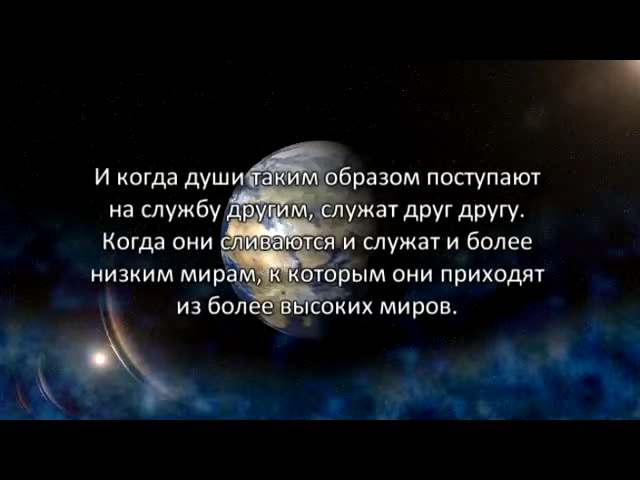 И когда души таким образом поступают
на службу другим, служат друг другу.
Когда они сливаются и служат и более
низким мирам, к которым они приходят
из более высоких миров.